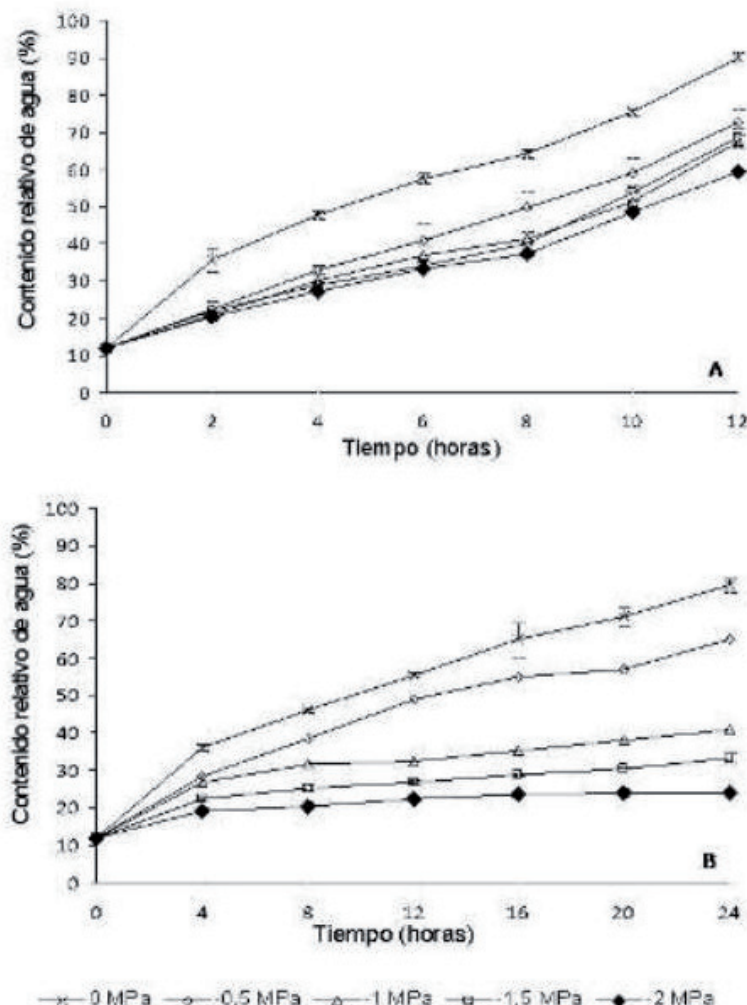 100
90
80
70
60
50
40
30
20
10
0
Contenido relativo de agua (%)
0 2 4 6 8 10 12
Tiempo (horas)
A
100
90
80
70
60
50
40
30
20
10
0
Contenido relativo de agua (%)
0 4 8 12 16 20 24
Tiempo (horas)
B
0 MPa -0,5 MPa -1 MPa -1,5 MPa -2 MPa